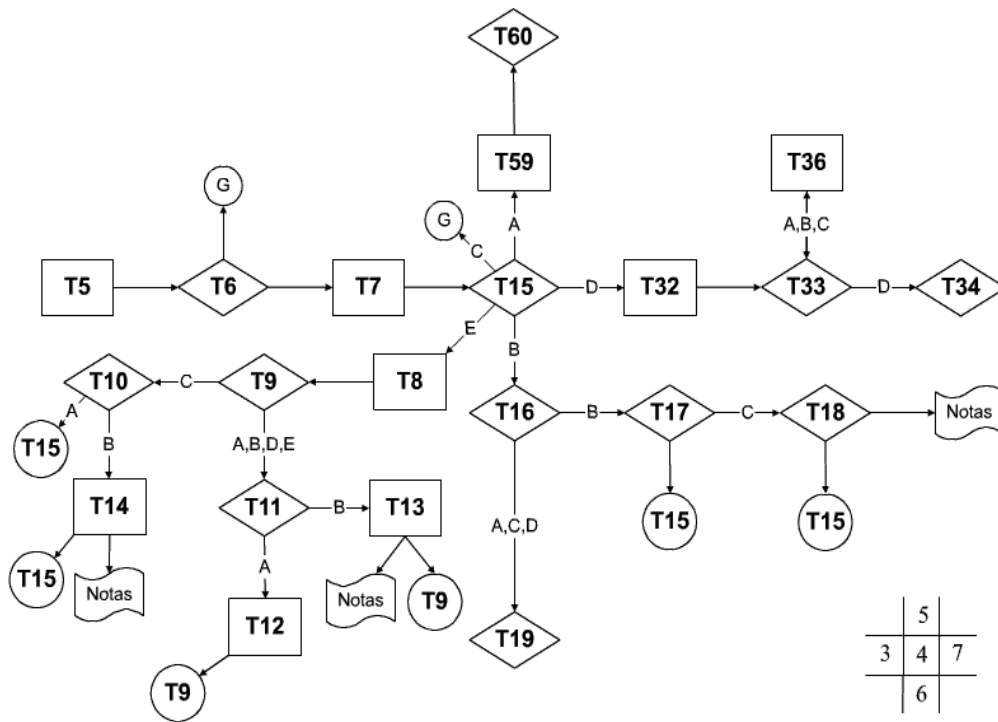 T60
T59
T36
G
G
A
A,B,C
C
T5
T6
T7
T15
D
T32
T33
D
T34
E
B
T10
C
T9
T8
T16
B
T17
C
T18
Notas
A
T15
B
A,B,D,E
T14
T11
B
T13
T15
T15
A,C,D
T15
Notas
A
Notas
T9
T12
T19
T9
5
3 4 7
6